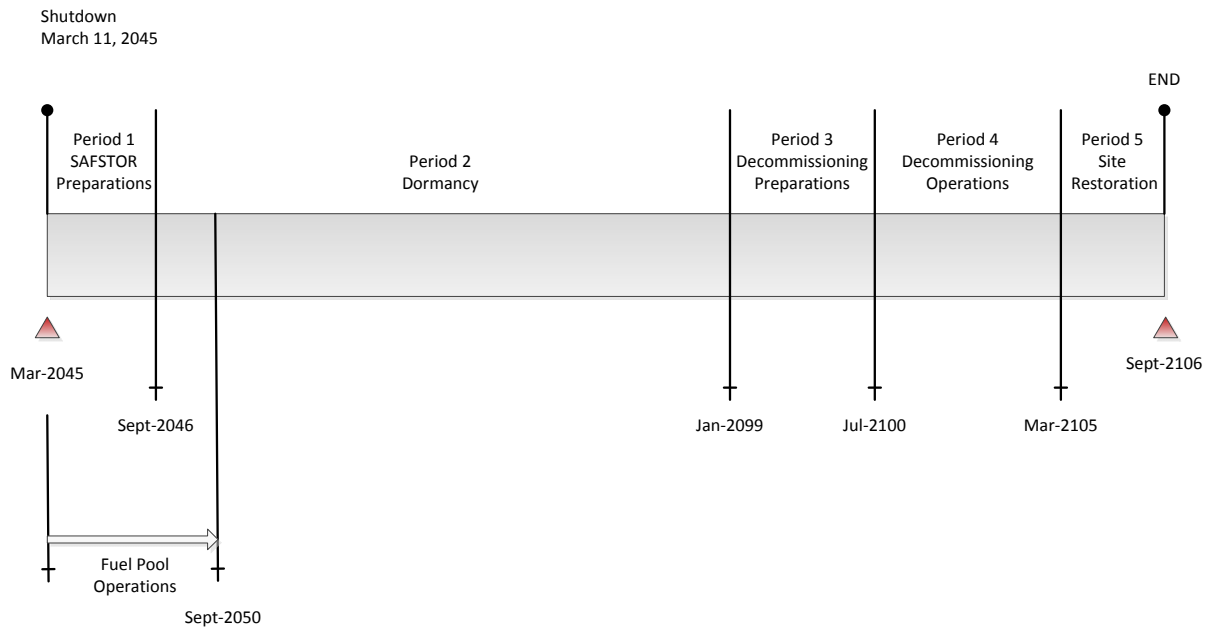 Shutdown
March 11, 2045
END
Period 1
SAFSTOR
Preparations
Period 2
Dormancy
Period 3
Decommissioning
Preparations
Period 4
Decommissioning
Operations
Period 5
Site
Restoration
Mar-2045
Sept-2046
Jan-2099
Jul-2100
Mar-2105
Sept-2106
Fuel Pool
Operations
Sept-2050